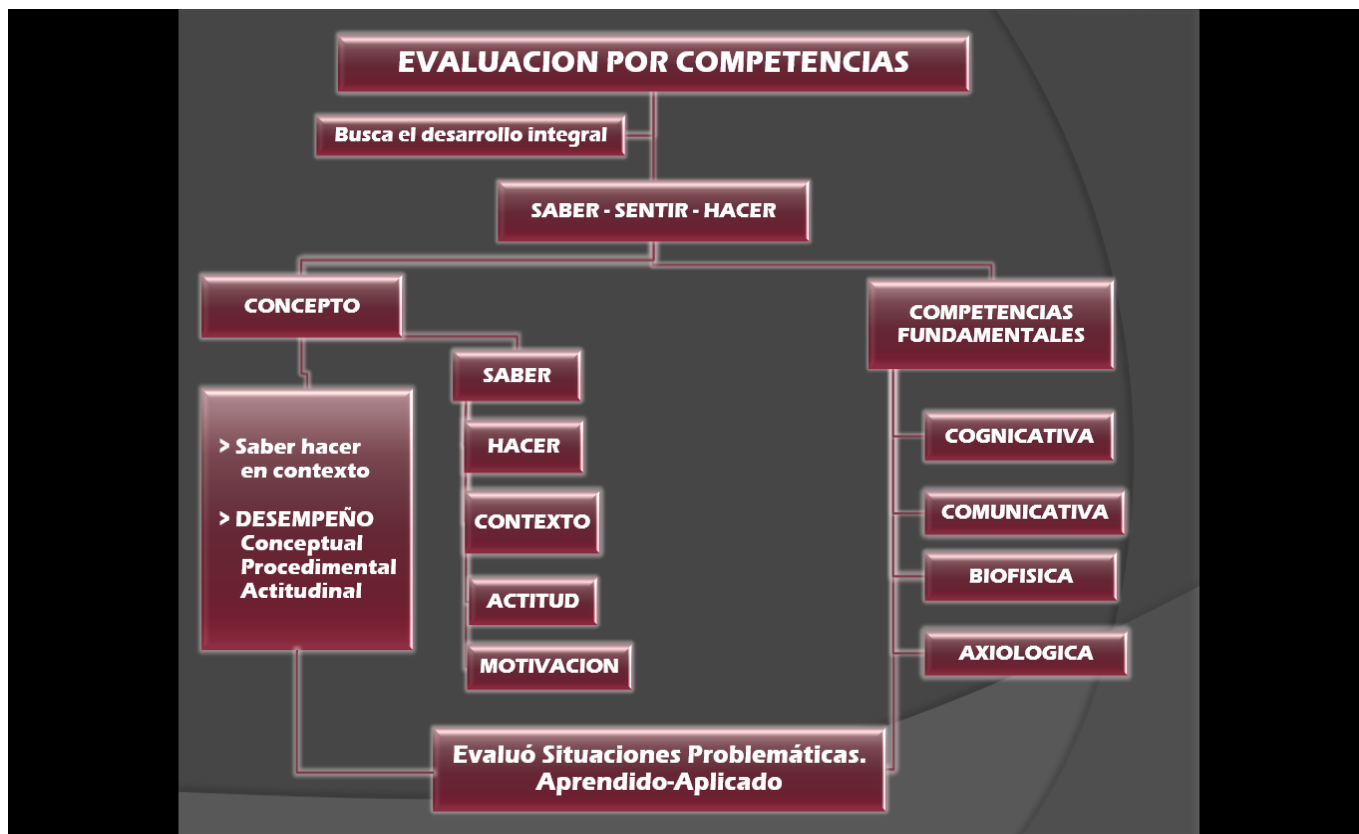 EVALUACION POR COMPETENCIAS
Busca el desarrollo integral
SABER - SENTIR - HACER
CONCEPTO
> Saber hacer
en contexto
> DESEMPEÑO
Conceptual
Procedimental
Actitudinal
SABER
HACER
CONTEXTO
ACTITUD
MOTIVACION
COMPETENCIAS
FUNDAMENTALES
COGNICATIVA
COMUNICATIVA
BIOFISICA
AXIOLOGICA
Evaluó Situaciones Problemáticas.
Aprendido-Aplicado